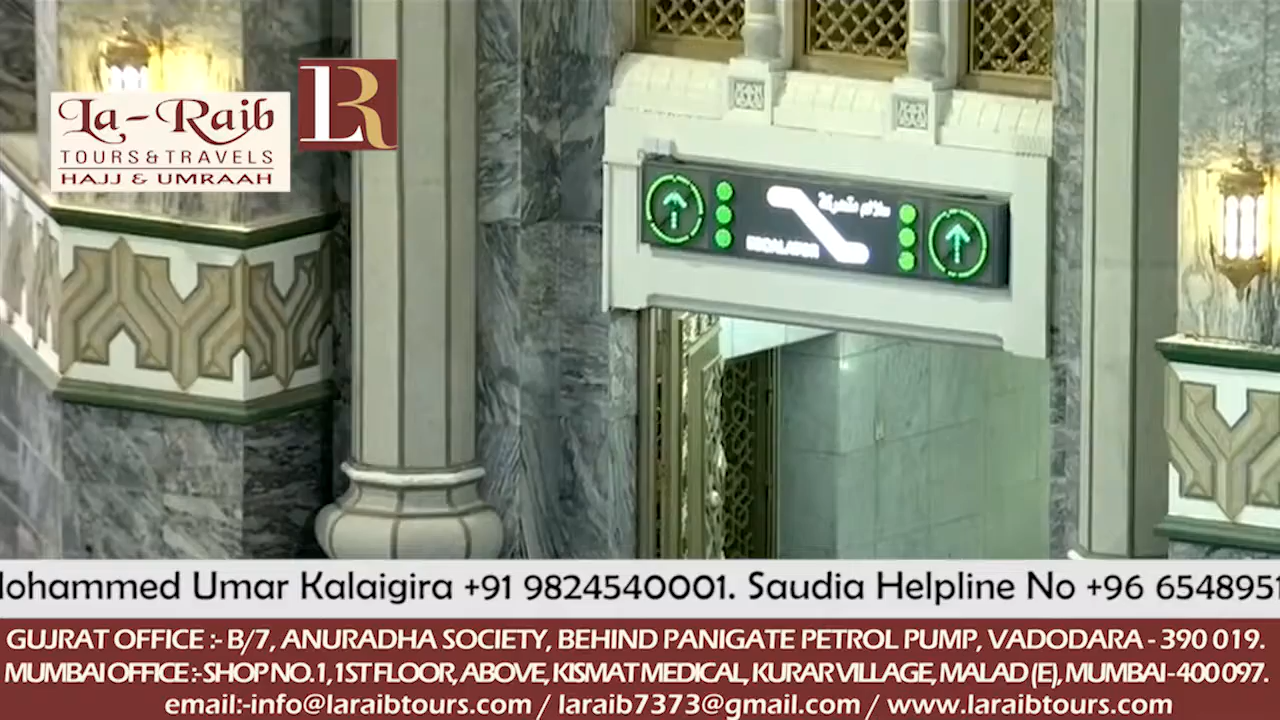 La-Raib
TOURS & TRAVELS
HAJJ & UMRAAH
LR
سلالم متحركة
ESCALATOR
Mohammed Umar Kalaigira +91 9824540001. Saudia Helpline No +96 6548951
GUJRAT OFFICE :- B/7, ANURADHA SOCIETY, BEHIND PANIGATE PETROL PUMP, VADODARA - 390 019.
MUMBAI OFFICE :- SHOP NO. 1, 1ST FLOOR, ABOVE, KISMAT MEDICAL, KURAR VILLAGE, MALAD (E), MUMBAI - 400 097.
email:-info@laraibtours.com / laraib7373@gmail.com / www.laraibtours.com